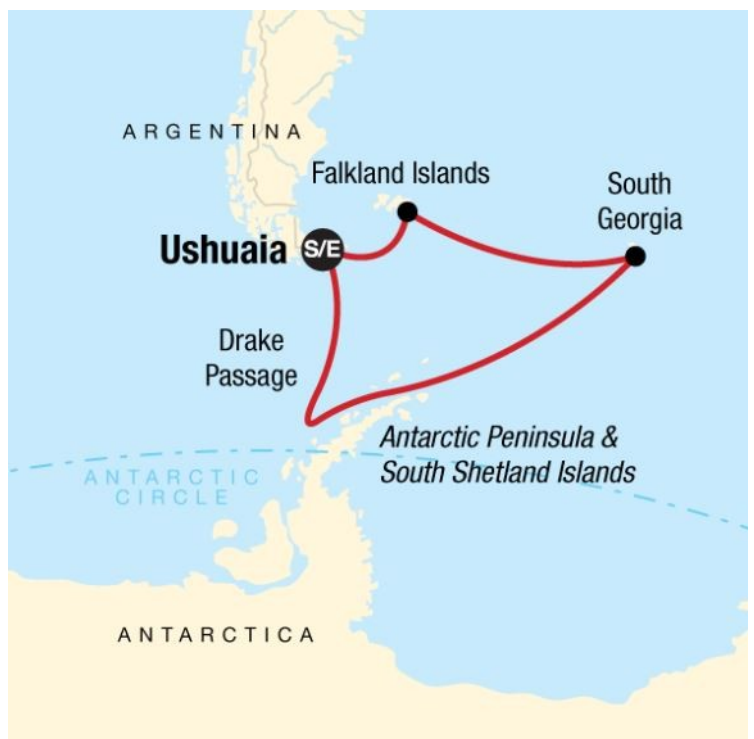 ARGENTINA
Falkland Islands
South
Georgia
Ushuaia S/E
Drake
Passage
Antarctic Peninsula &
South Shetland Islands
ANTARCTIC
CIRCLE
ANTARCTICA